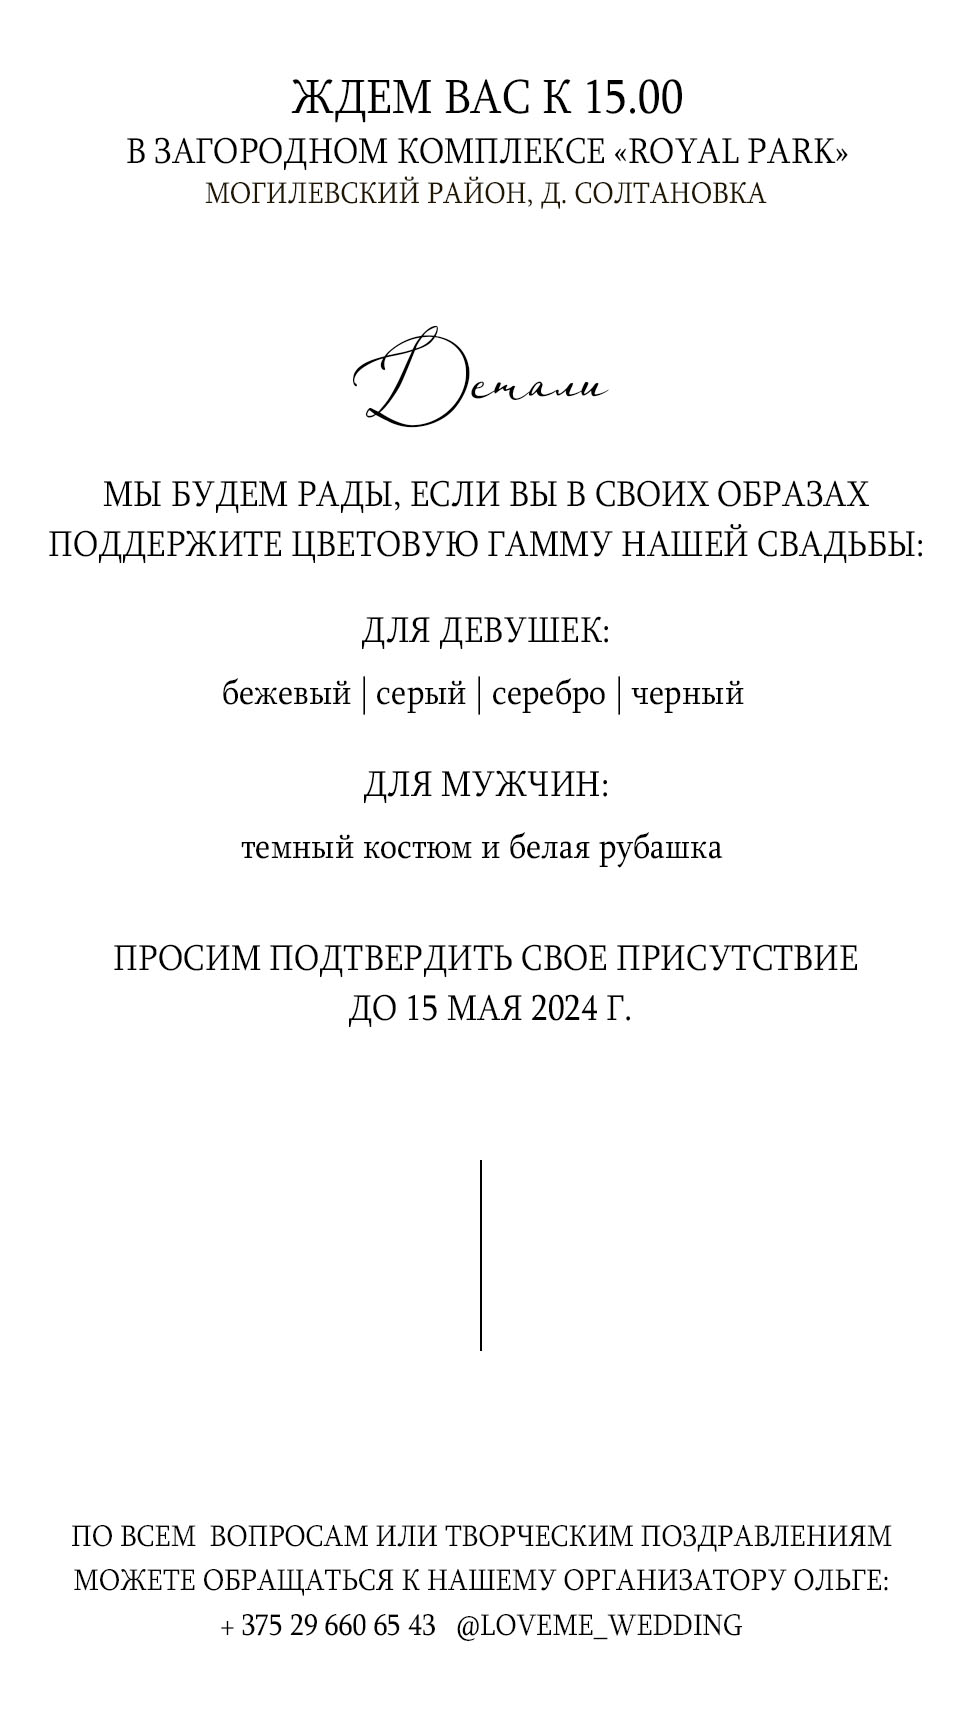 ЖДЕМ ВАС К 15.00
В ЗАГОРОДНОМ КОМПЛЕКСЕ «ROYAL PARK»
МОГИЛЕВСКИЙ РАЙОН, Д. СОЛТАНОВКА
Детали
МЫ БУДЕМ РАДЫ, ЕСЛИ ВЫ В СВОИХ ОБРАЗАХ
ПОДДЕРЖИТЕ ЦВЕТОВУЮ ГАММУ НАШЕЙ СВАДЬБЫ:
ДЛЯ ДЕВУШЕК:
бежевый | серый | серебро | черный
ДЛЯ МУЖЧИН:
темный костюм и белая рубашка
ПРОСИМ ПОДТВЕРДИТЬ СВОЕ ПРИСУТСТВИЕ
ДО 15 МАЯ 2024 Г.
ПО ВСЕМ  ВОПРОСАМ ИЛИ ТВОРЧЕСКИМ ПОЗДРАВЛЕНИЯМ
МОЖЕТЕ ОБРАЩАТЬСЯ К НАШЕМУ ОРГАНИЗАТОРУ ОЛЬГЕ:
+ 375 29 660 65 43   @LOVEME_WEDDING